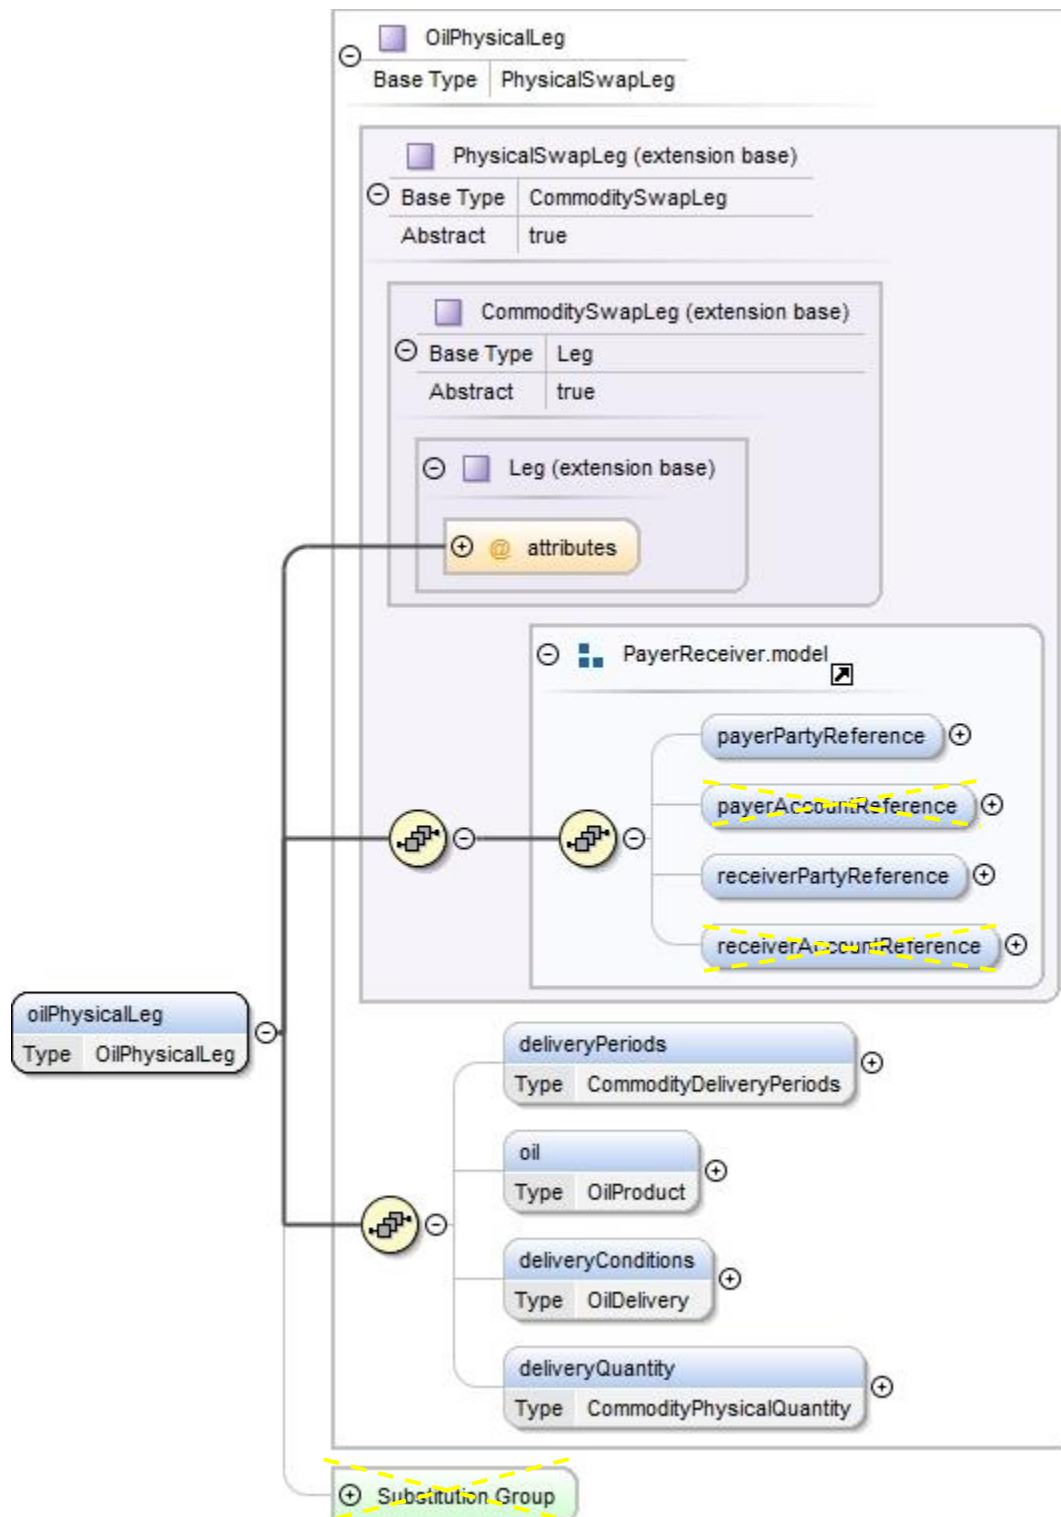 OilPhysicalLeg
Base Type PhysicalSwapLeg
PhysicalSwapLeg (extension base)
Base Type CommoditySwapLeg
Abstract true
CommoditySwapLeg (extension base)
Base Type Leg
Abstract true
Leg (extension base)
@ attributes
PayerReceiver.model
payerPartyReference
payerAccountReference
receiverPartyReference
receiverAccountReference
oilPhysicalLeg
Type OilPhysicalLeg
deliveryPeriods
Type CommodityDeliveryPeriods
oil
Type OilProduct
deliveryConditions
Type OilDelivery
deliveryQuantity
Type CommodityPhysicalQuantity
Substitution Group